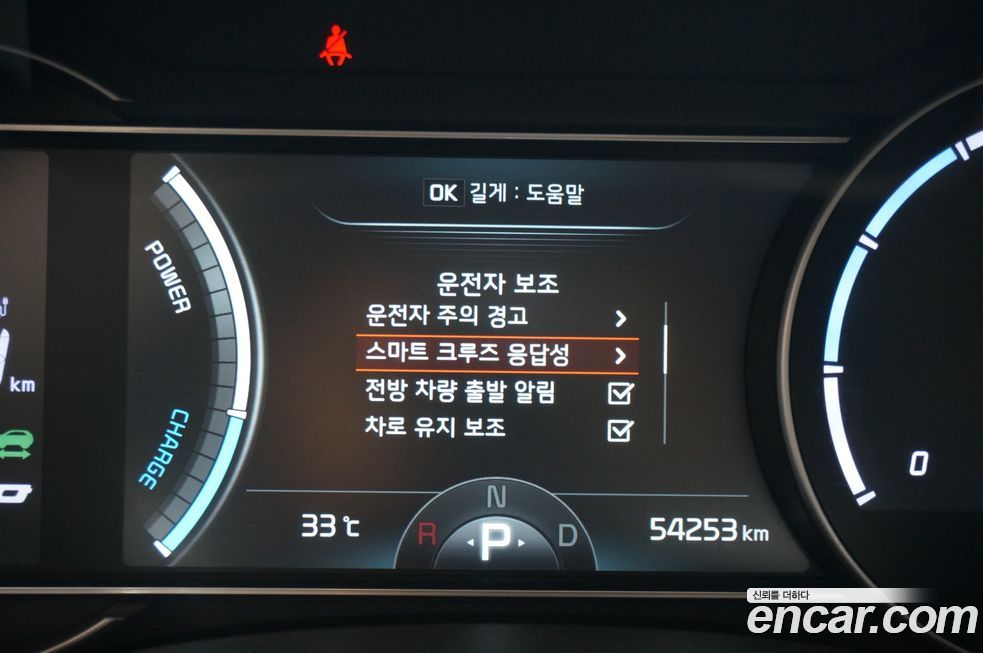 OK 길게 : 도움말
운전자 보조
운전자 주의 경고
스마트 크루즈 응답성
전방 차량 출발 알림
차로 유지 보조
POWER
CHARGE
km
0
33 ℃
R N D
P
54253 km
신뢰를 더하다
encar.com